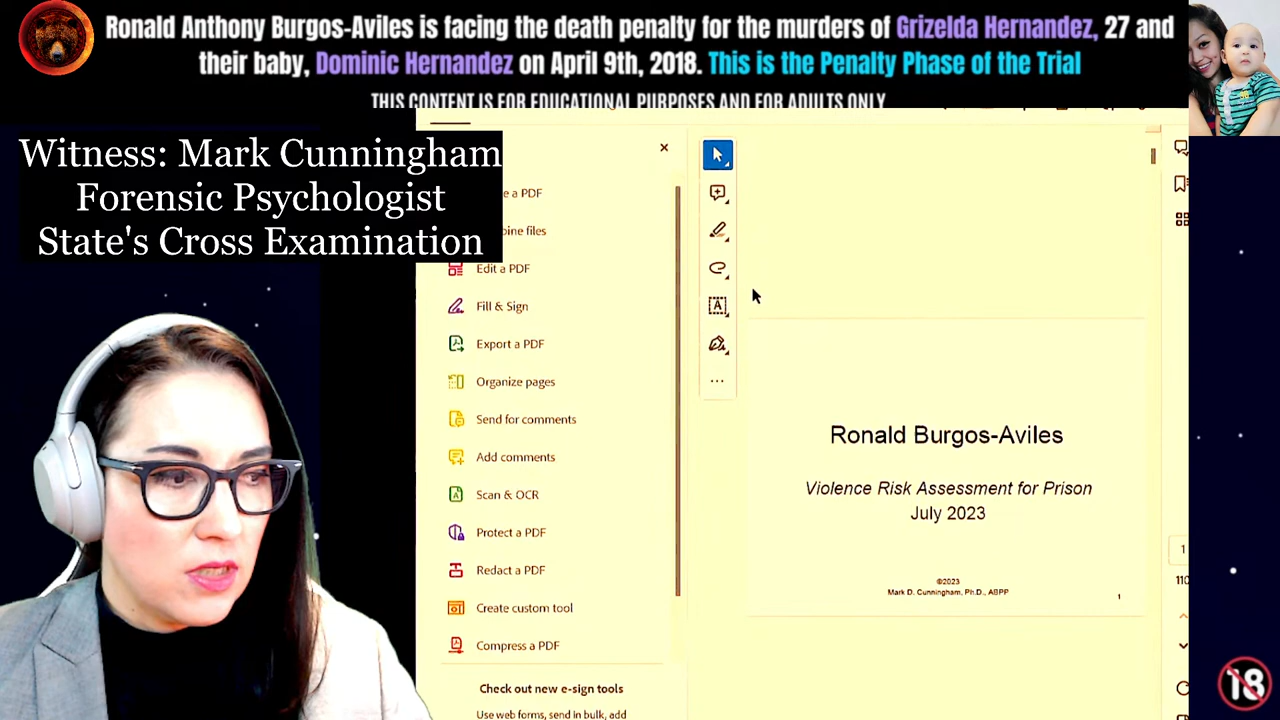 Ronald Anthony Burgos-Aviles is facing the death penalty for the murders of Grizelda Hernandez, 27 and
their baby, Dominic Hernandez on April 9th, 2018. This is the Penalty Phase of the Trial
THIS CONTENT IS FOR EDUCATIONAL PURPOSES AND FOR ADULTS ONLY
Witness: Mark Cunningham
Forensic Psychologist
State's Cross Examination
e a PDF
bine files
Edit a PDF
Fill & Sign
Export a PDF
Organize pages
Send for comments
Add comments
Scan & OCR
Protect a PDF
Redact a PDF
Create custom tool
Compress a PDF
Check out new e-sign tools
Use web forms, send in bulk, add
Ronald Burgos-Aviles
Violence Risk Assessment for Prison
July 2023
©2023
Mark D. Cunningham, Ph.D., ABPP
1
1
110
18